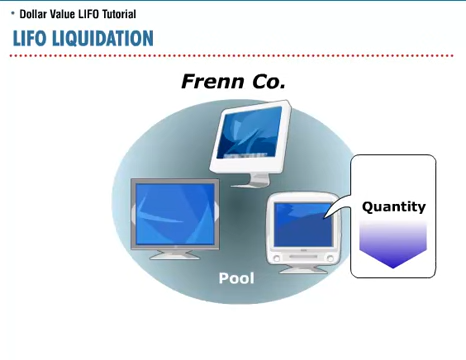 • Dollar Value LIFO Tutorial
LIFO LIQUIDATION
Frenn Co.
Quantity
Pool